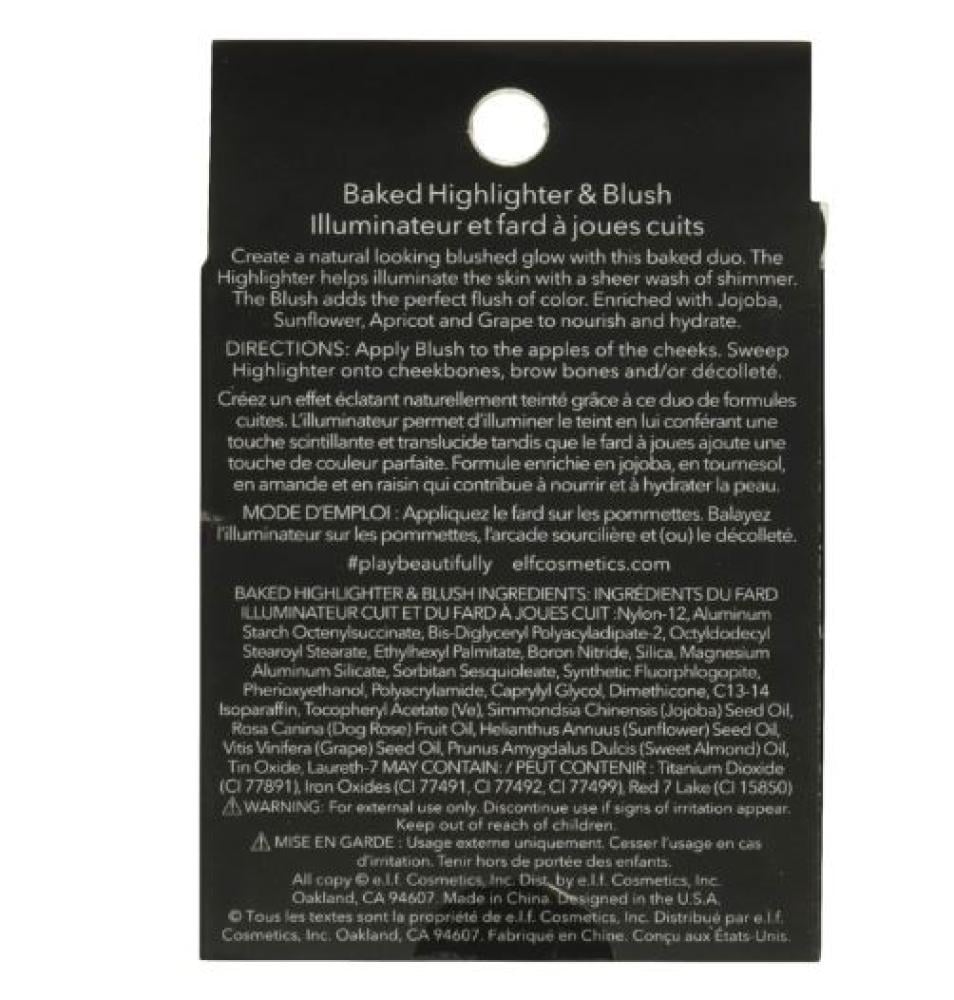 Baked Highlighter & Blush
Illuminateur et fard à joues cuits
Create a natural looking blushed glow with this baked duo. The
Highlighter helps illuminate the skin with a sheer wash of shimmer.
The Blush adds the perfect flush of color. Enriched with Jojoba,
Sunflower, Apricot and Grape to nourish and hydrate.
DIRECTIONS: Apply Blush to the apples of the cheeks. Sweep
Highlighter onto cheekbones, brow bones and/or décolleté.
Créez un effet éclatant naturellement teinté grâce à ce duo de formules
cuites. L'illuminateur permet d'illuminer le teint en lui conférant une
touche scintillante et translucide tandis que le fard à joues ajoute une
touche de couleur parfaite. Formule enrichie en jojoba, en tournesol,
en amande et en raisin qui contribue à nourrir et à hydrater la peau.
MODE D'EMPLOI : Appliquez le fard sur les pommettes. Balayez
l'illuminateur sur les pommettes, l'arcade sourcilière et (ou) le décolleté.
#playbeautifully elfcosmetics.com
BAKED HIGHLIGHTER & BLUSH INGREDIENTS: INGRÉDIENTS DU FARD
ILLUMINATEUR CUIT ET DU FARD À JOUES CUIT :Nylon-12, Aluminum
Starch Octenylsuccinate, Bis-Diglyceryl Polyacyladipate-2, Octyldodecyl
Stearoyl Stearate, Ethylhexyl Palmitate, Boron Nitride, Silica, Magnesium
Aluminum Silicate, Sorbitan Sesquioleate, Synthetic Fluorphlogopite,
Phenoxyethanol, Polyacrylamide, Caprylyl Glycol, Dimethicone, C13-14
Isoparaffin, Tocopheryl Acetate (Ve), Simmondsia Chinensis (Jojoba) Seed Oil,
Rosa Canina (Dog Rose) Fruit Oil, Helianthus Annuus (Sunflower) Seed Oil,
Vitis Vinifera (Grape) Seed Oil, Prunus Amygdalus Dulcis (Sweet Almond) Oil,
Tin Oxide, Laureth-7 MAY CONTAIN: / PEUT CONTENIR : Titanium Dioxide
(CI 77891), Iron Oxides (CI 77491, CI 77492, CI 77499), Red 7 Lake (CI 15850)
⚠ WARNING: For external use only. Discontinue use if signs of irritation appear.
Keep out of reach of children.
⚠ MISE EN GARDE : Usage externe uniquement. Cesser l'usage en cas
d'irritation. Tenir hors de portée des enfants.
All copy © e.l.f. Cosmetics, Inc. Dist. by e.l.f. Cosmetics, Inc.
Oakland, CA 94607. Made in China. Designed in the U.S.A.
© Tous les textes sont la propriété de e.l.f. Cosmetics, Inc. Distribué par e.l.f.
Cosmetics, Inc. Oakland, CA 94607. Fabriqué en Chine. Conçu aux États-Unis.